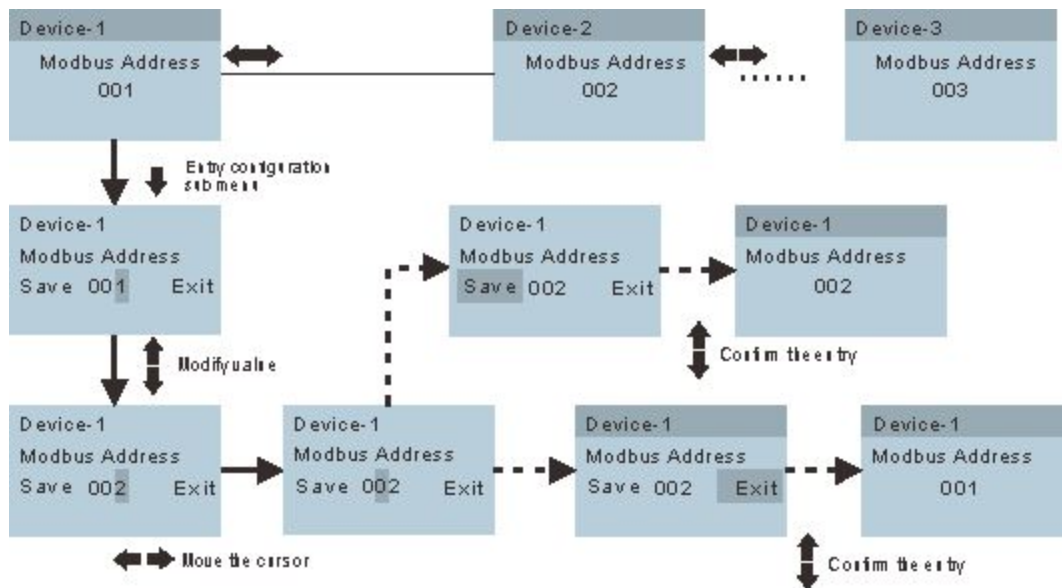 Device-1
Modbus Address
001
Device-2
Modbus Address
002
Device-3
Modbus Address
003
Entry configuration
submenu
Device-1
Modbus Address
Save 001 Exit
Device-1
Modbus Address
Save 002 Exit
Device-1
Modbus Address
002
Modify value
Confirm the entry
Device-1
Modbus Address
Save 002 Exit
Device-1
Modbus Address
Save 002 Exit
Device-1
Modbus Address
Save 002 Exit
Device-1
Modbus Address
001
Move the cursor
Confirm the entry